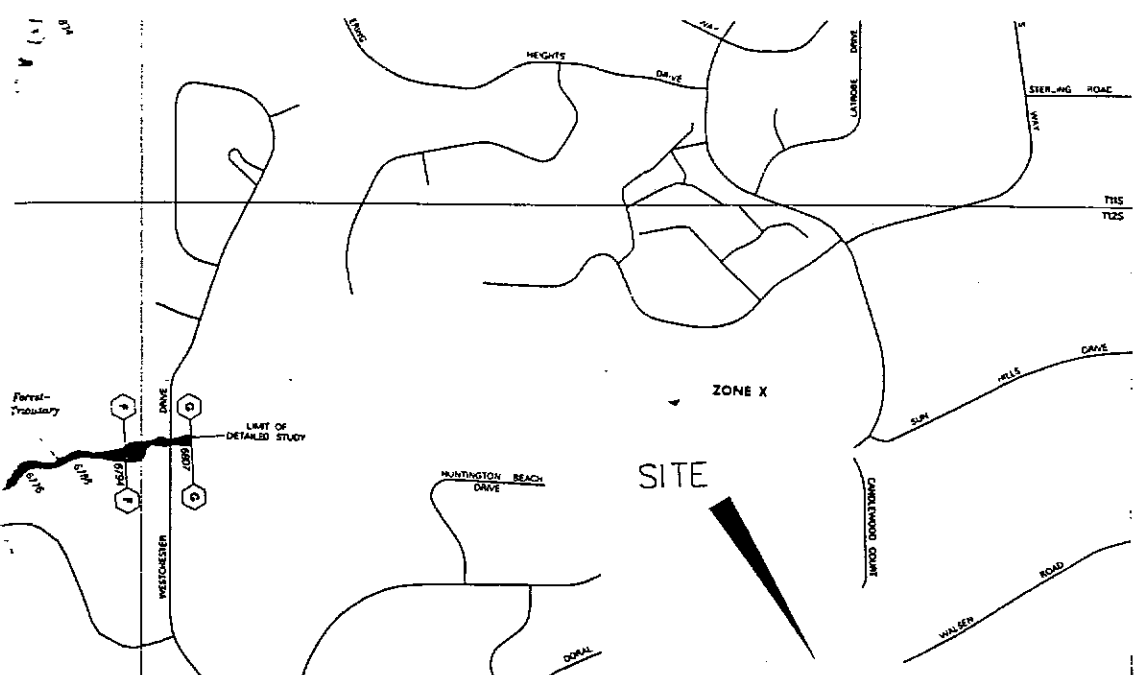 HEIGHTS
DRIVE
LATROBE DRIVE
STERLING ROAD
WAY
T11S
T12S
Forest-
Tributary
DRIVE
F
G
LIMIT OF
DETAILED STUDY
ZONE X
HILLS
DRIVE
SUN
6776
6794
6807
F
G
HUNTINGTON BEACH
DRIVE
SITE
CANDLEWOOD COURT
WESTCHESTER
ROAD
WALSEN
DORAL